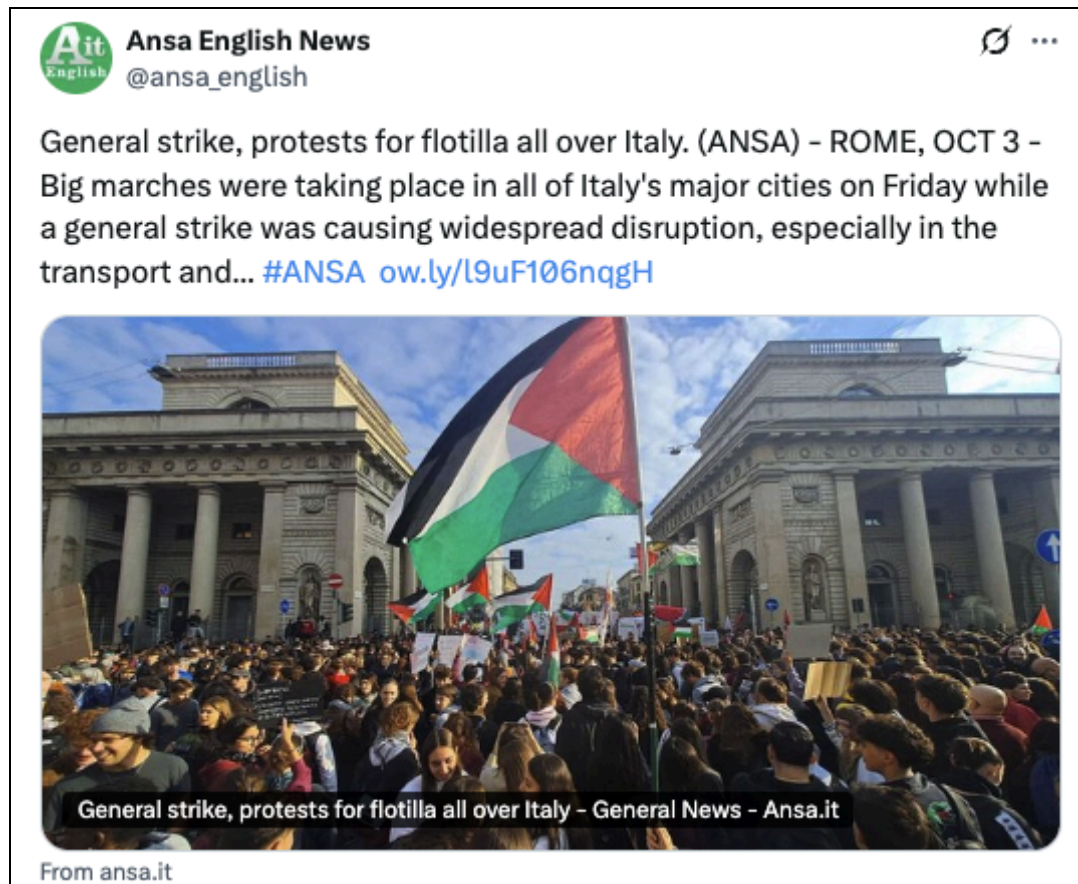 Ait
English
Ansa English News
@ansa_english
General strike, protests for flotilla all over Italy. (ANSA) - ROME, OCT 3 -
Big marches were taking place in all of Italy's major cities on Friday while
a general strike was causing widespread disruption, especially in the
transport and... #ANSA ow.ly/l9uF106nqgH
General strike, protests for flotilla all over Italy - General News - Ansa.it
From ansa.it